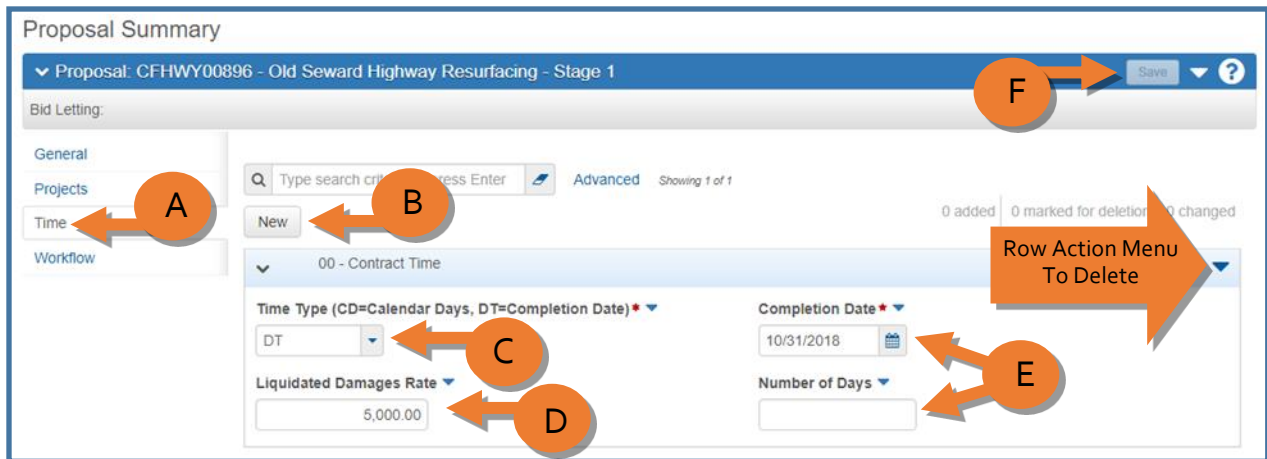 Proposal Summary
Proposal: CFHWY00896 - Old Seward Highway Resurfacing - Stage 1
Save
?
F
Bid Letting:
General
Projects
Time
Workflow
A
Type search ess Enter
Advanced
Showing 1 of 1
New
B
0 added
0 marked for deletion
0 changed
Row Action Menu
To Delete
00 - Contract Time
Time Type (CD=Calendar Days, DT=Completion Date)*
Completion Date*
DT
C
10/31/2018
E
Liquidated Damages Rate
Number of Days
5,000.00
D